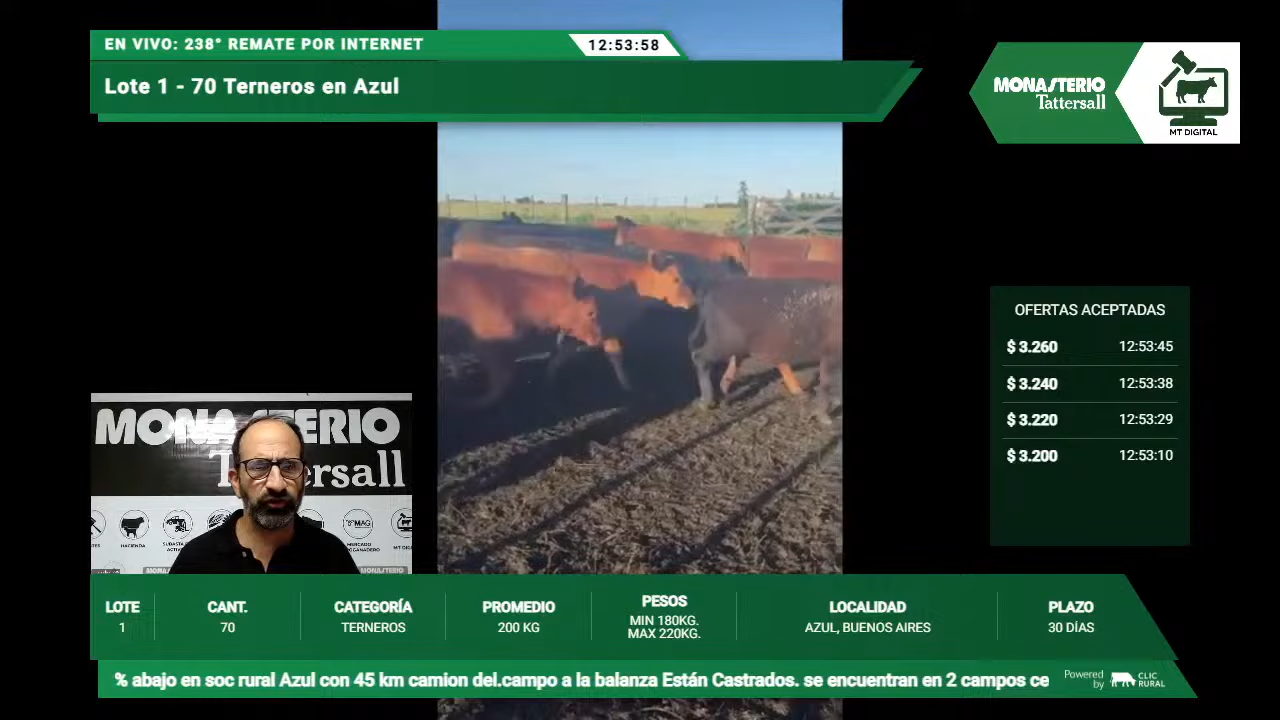 EN VIVO: 238° REMATE POR INTERNET
12:53:58
Lote 1 - 70 Terneros en Azul
MONASTERIO
Tattersall
MT DIGITAL
OFERTAS ACEPTADAS
$ 3.260 12:53:45
$ 3.240 12:53:38
$ 3.220 12:53:29
$ 3.200 12:53:10
MONASTERIO
Tattersall
HACIENDA
MONASTERIO
LOTE
1
CANT.
70
CATEGORÍA
TERNEROS
PROMEDIO
200 KG
PESOS
MIN 180KG.
MAX 220KG.
LOCALIDAD
AZUL, BUENOS AIRES
PLAZO
30 DÍAS
% abajo en soc rural Azul con 45 km camion del.campo a la balanza Están Castrados. se encuentran en 2 campos ce
Powered
by
CLIC
RURAL